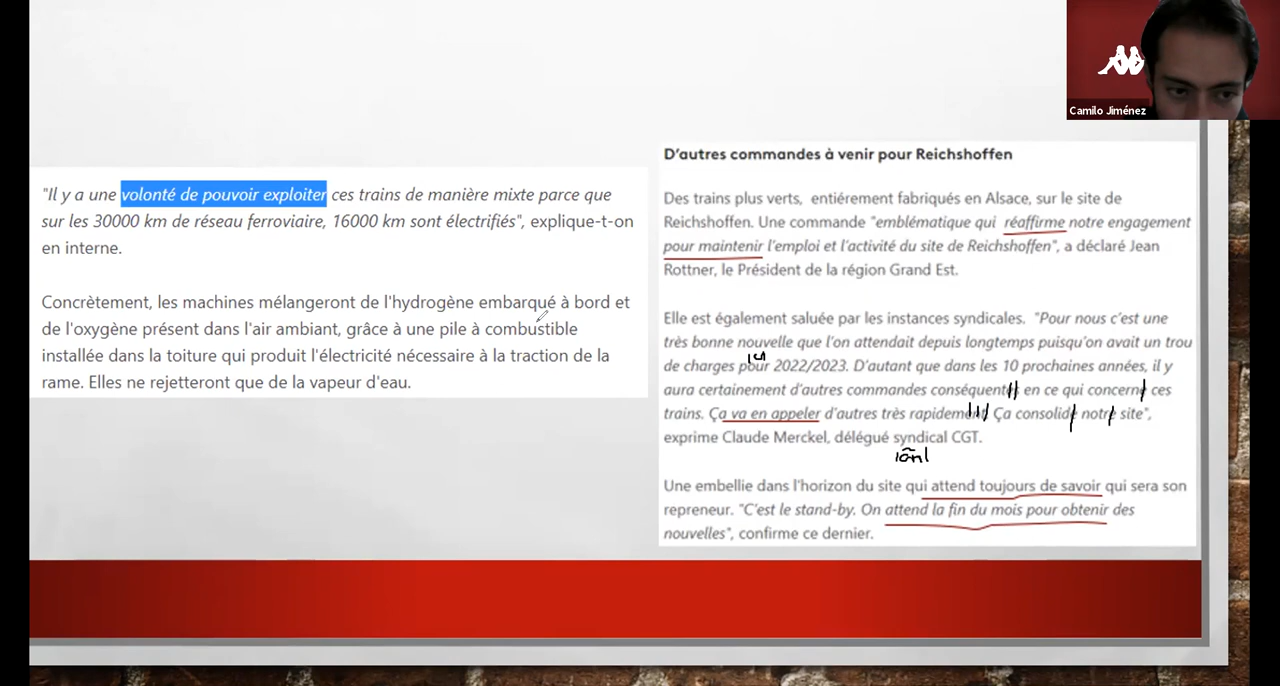 "Il y a une volonté de pouvoir exploiter ces trains de manière mixte parce que
sur les 30000 km de réseau ferroviaire, 16000 km sont électrifiés", explique-t-on
en interne.
Concrètement, les machines mélangeront de l'hydrogène embarqué à bord et
de l'oxygène présent dans l'air ambiant, grâce à une pile à combustible
installée dans la toiture qui produit l'électricité nécessaire à la traction de la
rame. Elles ne rejetteront que de la vapeur d'eau.
Camilo Jiménez
D'autres commandes à venir pour Reichshoffen
Des trains plus verts, entiérement fabriqués en Alsace, sur le site de
Reichshoffen. Une commande "emblématique qui réaffirme notre engagement
pour maintenir l'emploi et l'activité du site de Reichshoffen", a déclaré Jean
Rottner, le Président de la région Grand Est.
Elle est également saluée par les instances syndicales. "Pour nous c'est une
très bonne nouvelle que l'on attendait depuis longtemps puisqu'on avait un trou
de charges pour 2022/2023. D'autant que dans les 10 prochaines années, il y
aura certainement d'autres commandes conséquentes en ce qui concerne ces
trains. Ça va en appeler d'autres très rapidement. Ça consolide notre site",
exprime Claude Merckel, délégué syndical CGT.
Une embellie dans l'horizon du site qui attend toujours de savoir qui sera son
repreneur. "C'est le stand-by. On attend la fin du mois pour obtenir des
nouvelles", confirme ce dernier.